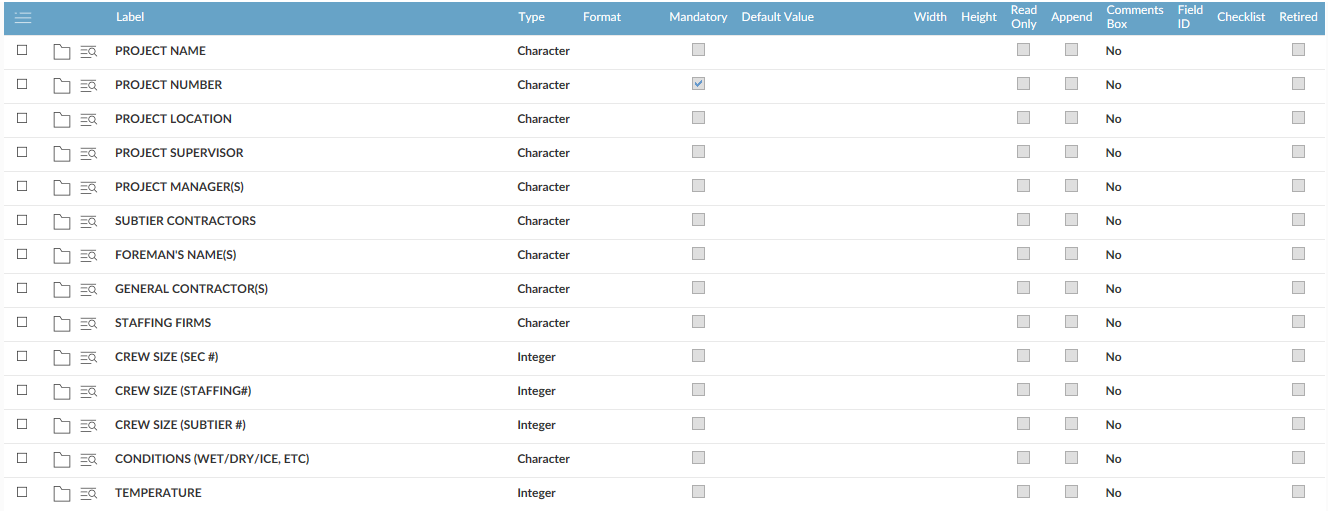 Label Type Format Mandatory Default Value Width Height Read Only Append Comments Box Field ID Checklist Retired
PROJECT NAME Character No
PROJECT NUMBER Character No
PROJECT LOCATION Character No
PROJECT SUPERVISOR Character No
PROJECT MANAGER(S) Character No
SUBTIER CONTRACTORS Character No
FOREMAN'S NAME(S) Character No
GENERAL CONTRACTOR(S) Character No
STAFFING FIRMS Character No
CREW SIZE (SEC #) Integer No
CREW SIZE (STAFFING#) Integer No
CREW SIZE (SUBTIER #) Integer No
CONDITIONS (WET/DRY/ICE, ETC) Character No
TEMPERATURE Integer No